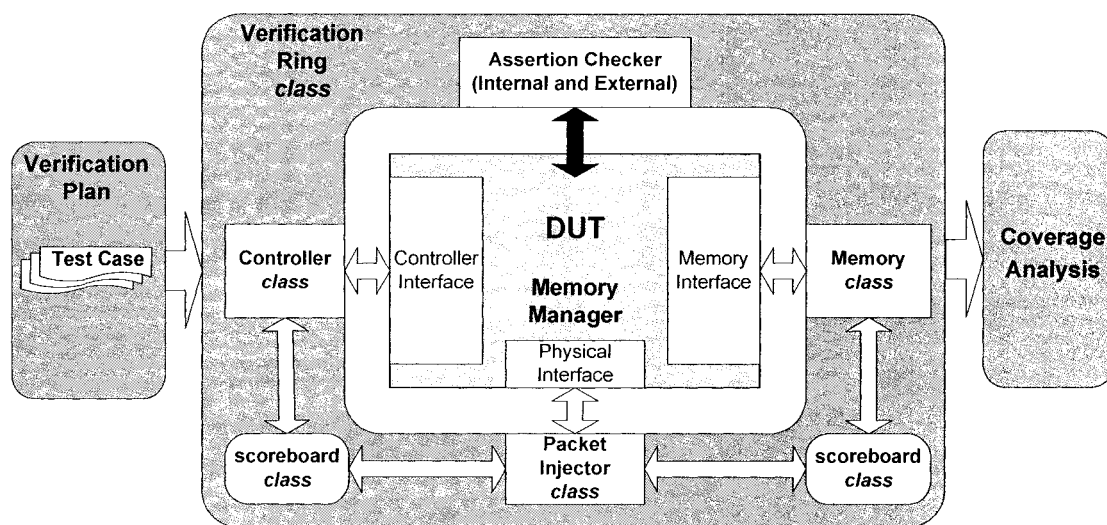 Verification
Ring
class
Assertion Checker
(Internal and External)
Verification
Plan
Test Case
Controller
class
Controller
Interface
DUT
Memory
Manager
Memory
Interface
Memory
class
Coverage
Analysis
Physical
Interface
scoreboard
class
Packet
Injector
class
scoreboard
class